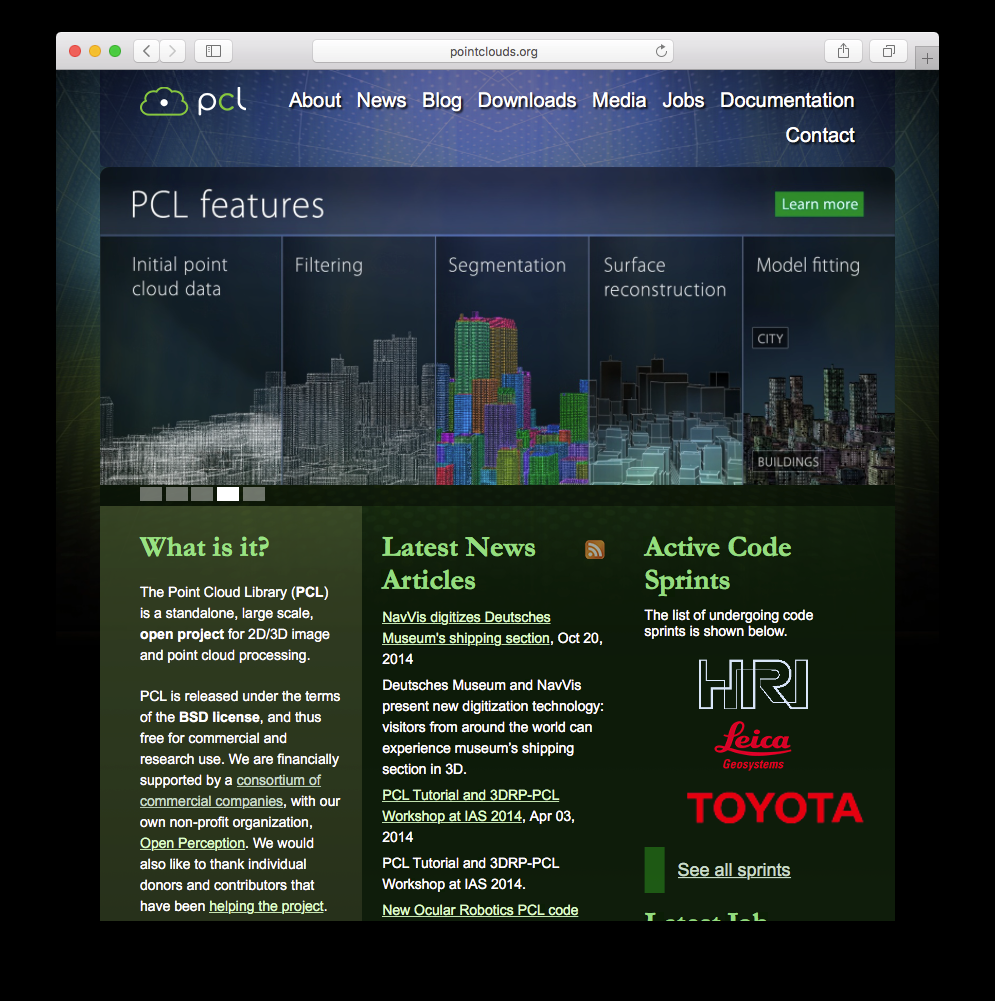 pointclouds.org
pcl
About News Blog Downloads Media Jobs Documentation
Contact
PCL features
Learn more
Initial point
cloud data
Filtering
Segmentation
Surface
reconstruction
Model fitting
CITY
BUILDINGS
What is it?
The Point Cloud Library (PCL)
is a standalone, large scale,
open project for 2D/3D image
and point cloud processing.
PCL is released under the terms
of the BSD license, and thus
free for commercial and
research use. We are financially
supported by a consortium of
commercial companies, with our
own non-profit organization,
Open Perception. We would
also like to thank individual
donors and contributors that
have been helping the project.
Latest News
Articles
NavVis digitizes Deutsches
Museum's shipping section, Oct 20,
2014
Deutsches Museum and NavVis
present new digitization technology:
visitors from around the world can
experience museum's shipping
section in 3D.
PCL Tutorial and 3DRP-PCL
Workshop at IAS 2014, Apr 03,
2014
PCL Tutorial and 3DRP-PCL
Workshop at IAS 2014.
New Ocular Robotics PCL code
Active Code
Sprints
The list of undergoing code
sprints is shown below.
HRI
Leica
Geosystems
TOYOTA
See all sprints
Latest Job